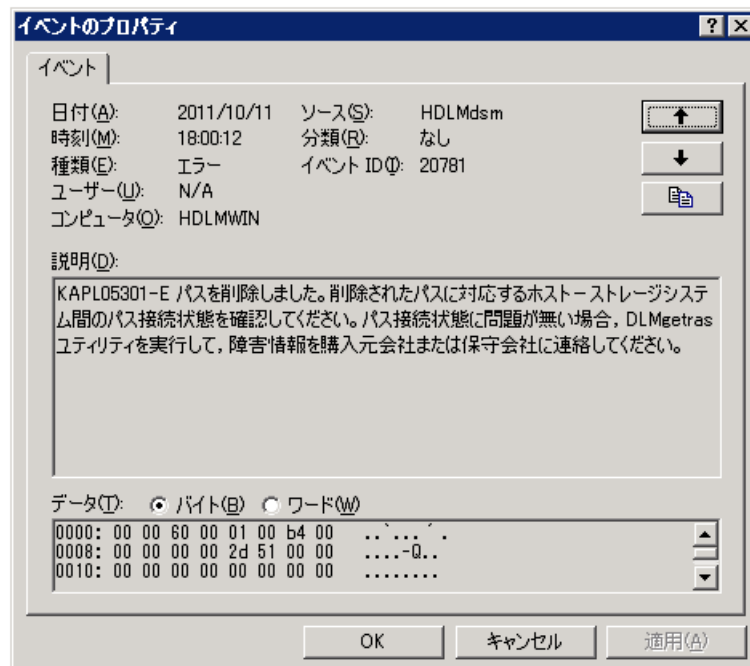 イベントのプロパティ
イベント
日付(A): 2011/10/11 ソース(S): HDLMdsm
時刻(M): 18:00:12 分類(R): なし
種類(E): エラー イベント ID(I): 20781
ユーザー(U): N/A
コンピュータ(O): HDLMWIN
説明(D):
KAPL05301-E パスを削除しました。削除されたパスに対応するホスト－ストレージシステ
ム間のパス接続状態を確認してください。パス接続状態に問題が無い場合，DLMgetras
ユティリティを実行して，障害情報を購入元会社または保守会社に連絡してください。
データ(T): バイト(B) ワード(W)
0000: 00 00 60 00 01 00 b4 00 ..`...´.
0008: 00 00 00 00 2d 51 00 00 ....-Q..
0010: 00 00 00 00 00 00 00 00 ........
OK キャンセル 適用(A)